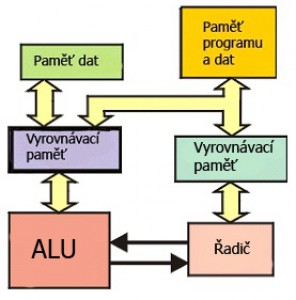 Paměť dat
Paměť
programu
a dat
Vyrovnávací
paměť
Vyrovnávací
paměť
ALU
Řadič